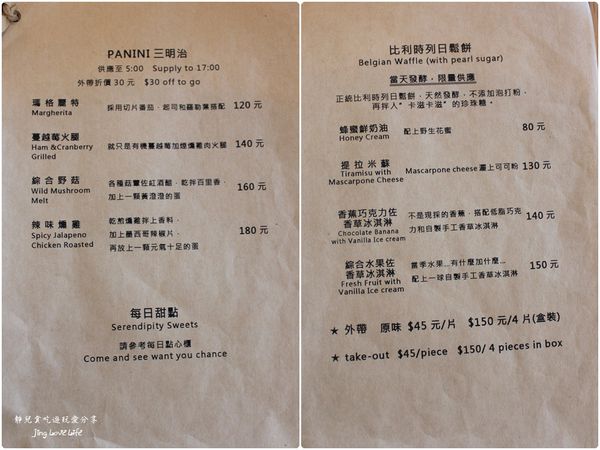 PANINI 三明治
供應至 5:00 Supply to 17:00
外帶折價 30 元 $30 off to go
瑪格麗特
Margherita
採用切片番茄、起司和羅勒葉搭配 120 元
蔓越莓火腿
Ham &Cranberry
Grilled
就只是有機蔓越莓加煙燻雞肉火腿 140 元
綜合野菇
Wild Mushroom
Melt
各種菇蕈佐紅酒醋，乾拌百里香，
加上一顆黃澄澄的蛋
160 元
辣味燻雞
Spicy Jalapeno
Chicken Roasted
乾煎燻雞拌上香料，
加上墨西哥辣椒片，
再放上一顆元氣十足的蛋
180 元
每日甜點
Serendipity Sweets
請參考每日點心櫃
Come and see want you chance
靜兒貪吃遊玩愛分享
Jing Love Life
比利時列日鬆餅
Belgian Waffle (with pearl sugar)
當天發酵，限量供應
正統比利時列日鬆餅，天然發酵，不添加泡打粉，
再拌人”卡滋卡滋”的珍珠糖。
蜂蜜鮮奶油
Honey Cream
配上野生花蜜 80 元
提拉米蘇
Tiramisu with
Mascarpone Cheese
Mascarpone cheese 灑上可可粉 130 元
香蕉巧克力佐
香草冰淇淋
Chocolate Banana
with Vanilla Ice cream
不是現採的香蕉，搭配低脂巧克
力和自製手工香草冰淇淋
140 元
綜合水果佐
香草冰淇淋
Fresh Fruit with
Vanilla Ice cream
當季水果...有什麼加什麼...
配上一球自製手工香草冰淇淋
150 元
★ 外帶 原味 $45 元/片 $150 元/4 片(盒裝)
★ take-out $45/piece $150/ 4 pieces in box